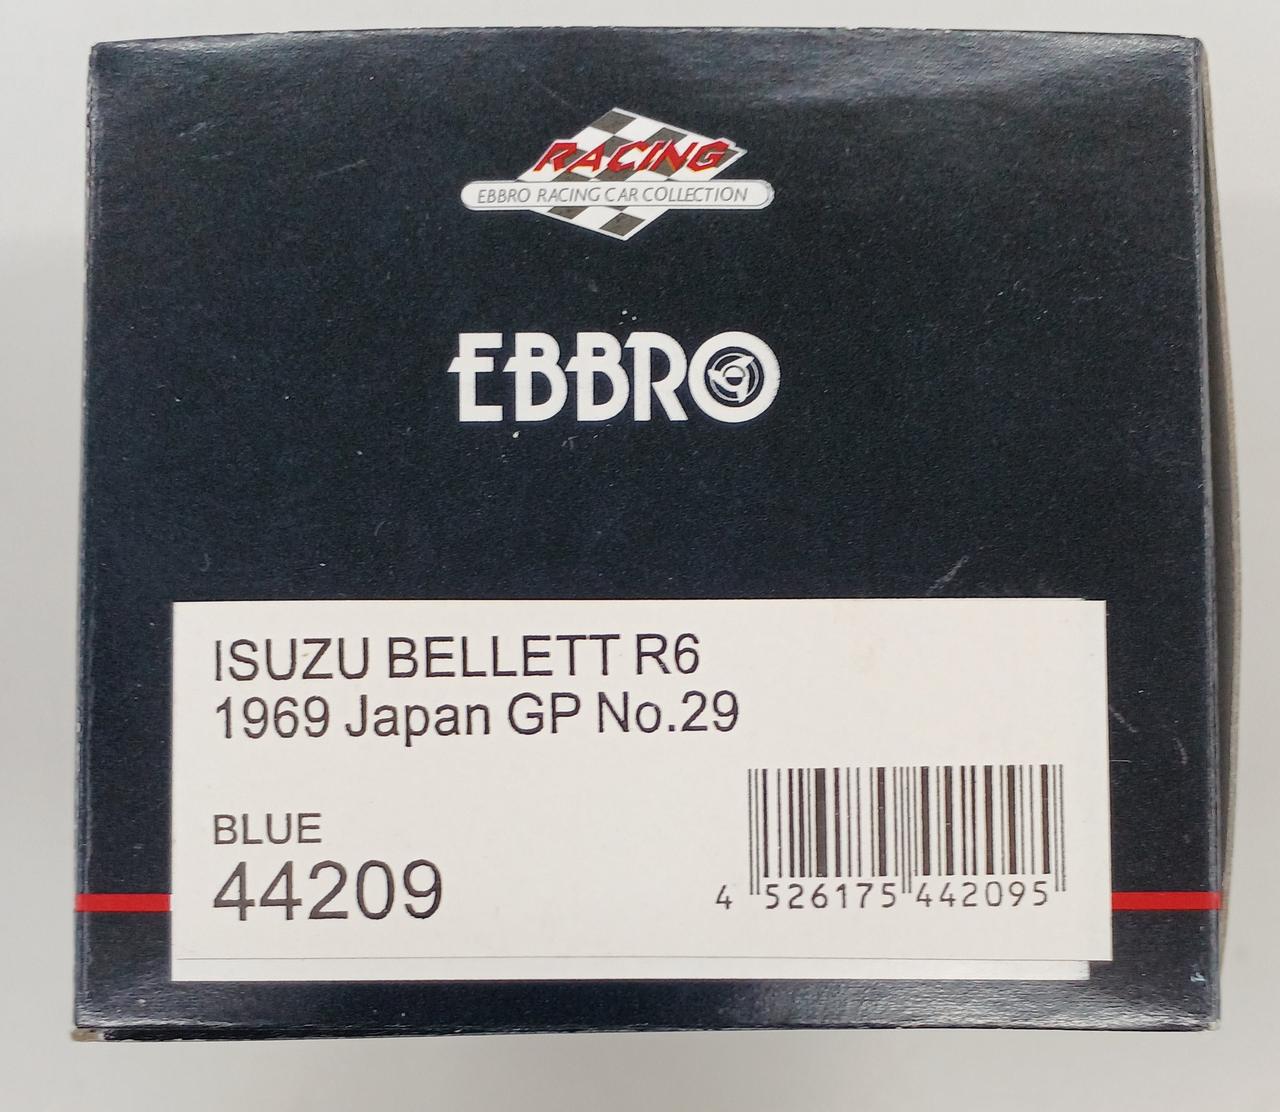 RACING
EBBRO RACING CAR COLLECTION
EBBRO
ISUZU BELLETT R6
1969 Japan GP No.29
BLUE
44209
4 526175 442095